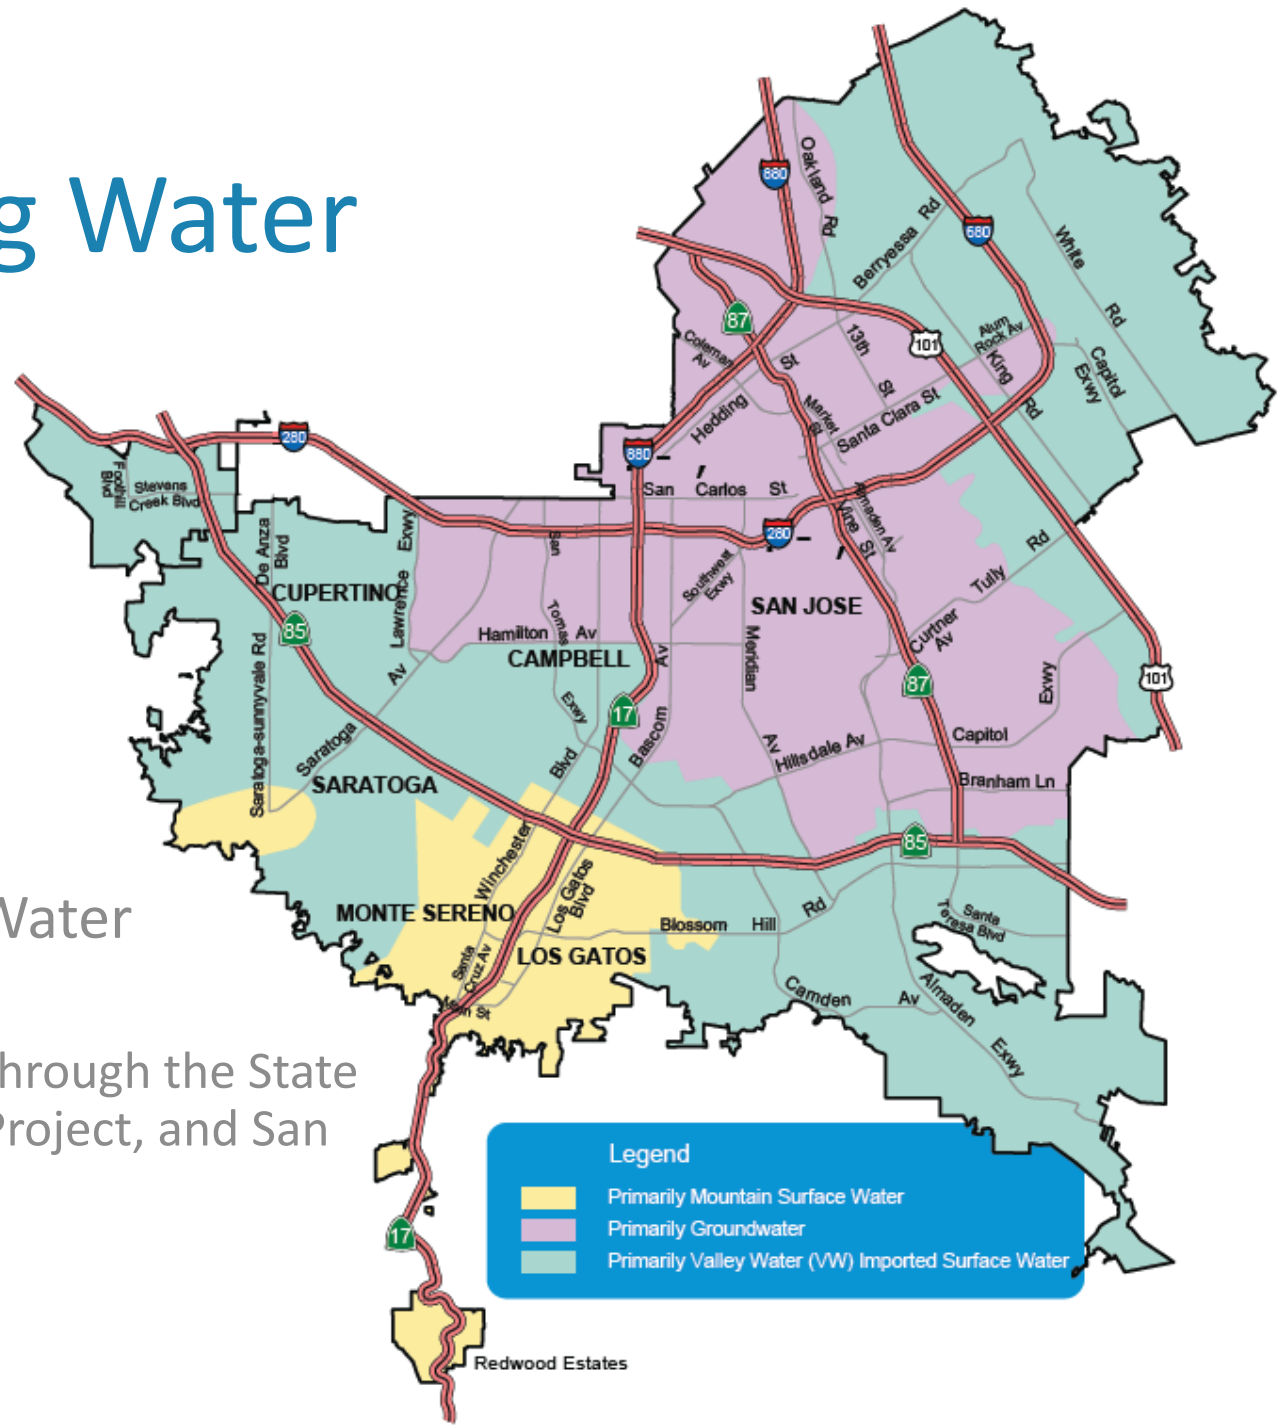 g Water
Water
hrough the State
Project, and San
880
Oakland Rd
680
Berryessa Rd
White Rd
87
101
Coleman Av
13th St
Alum Rock Av
King Rd
Capitol Exwy
Hedding St
Market St
Santa Clara St
280
880
Foothill Blvd
Stevens Creek Blvd
San Carlos St
De Anza Blvd
Lawrence Exwy
San Tomas Exwy
280
Vine St
Almaden Av
Southwest Exwy
Tully Rd
CUPERTINO
SAN JOSE
85
Hamilton Av
Curtner Av
CAMPBELL
Meridian Av
Saratoga-sunnyvale Rd
Saratoga Av
17
Bascom Av
87
Capitol Exwy
101
Hillsdale Av
SARATOGA
Winchester Blvd
Branham Ln
85
Los Gatos Blvd
MONTE SERENO
Blossom Hill Rd
Santa Teresa Blvd
LOS GATOS
Santa Cruz Av
Main St
Camden Av
Almaden Exwy
Legend
Primarily Mountain Surface Water
Primarily Groundwater
Primarily Valley Water (VW) Imported Surface Water
17
Redwood Estates